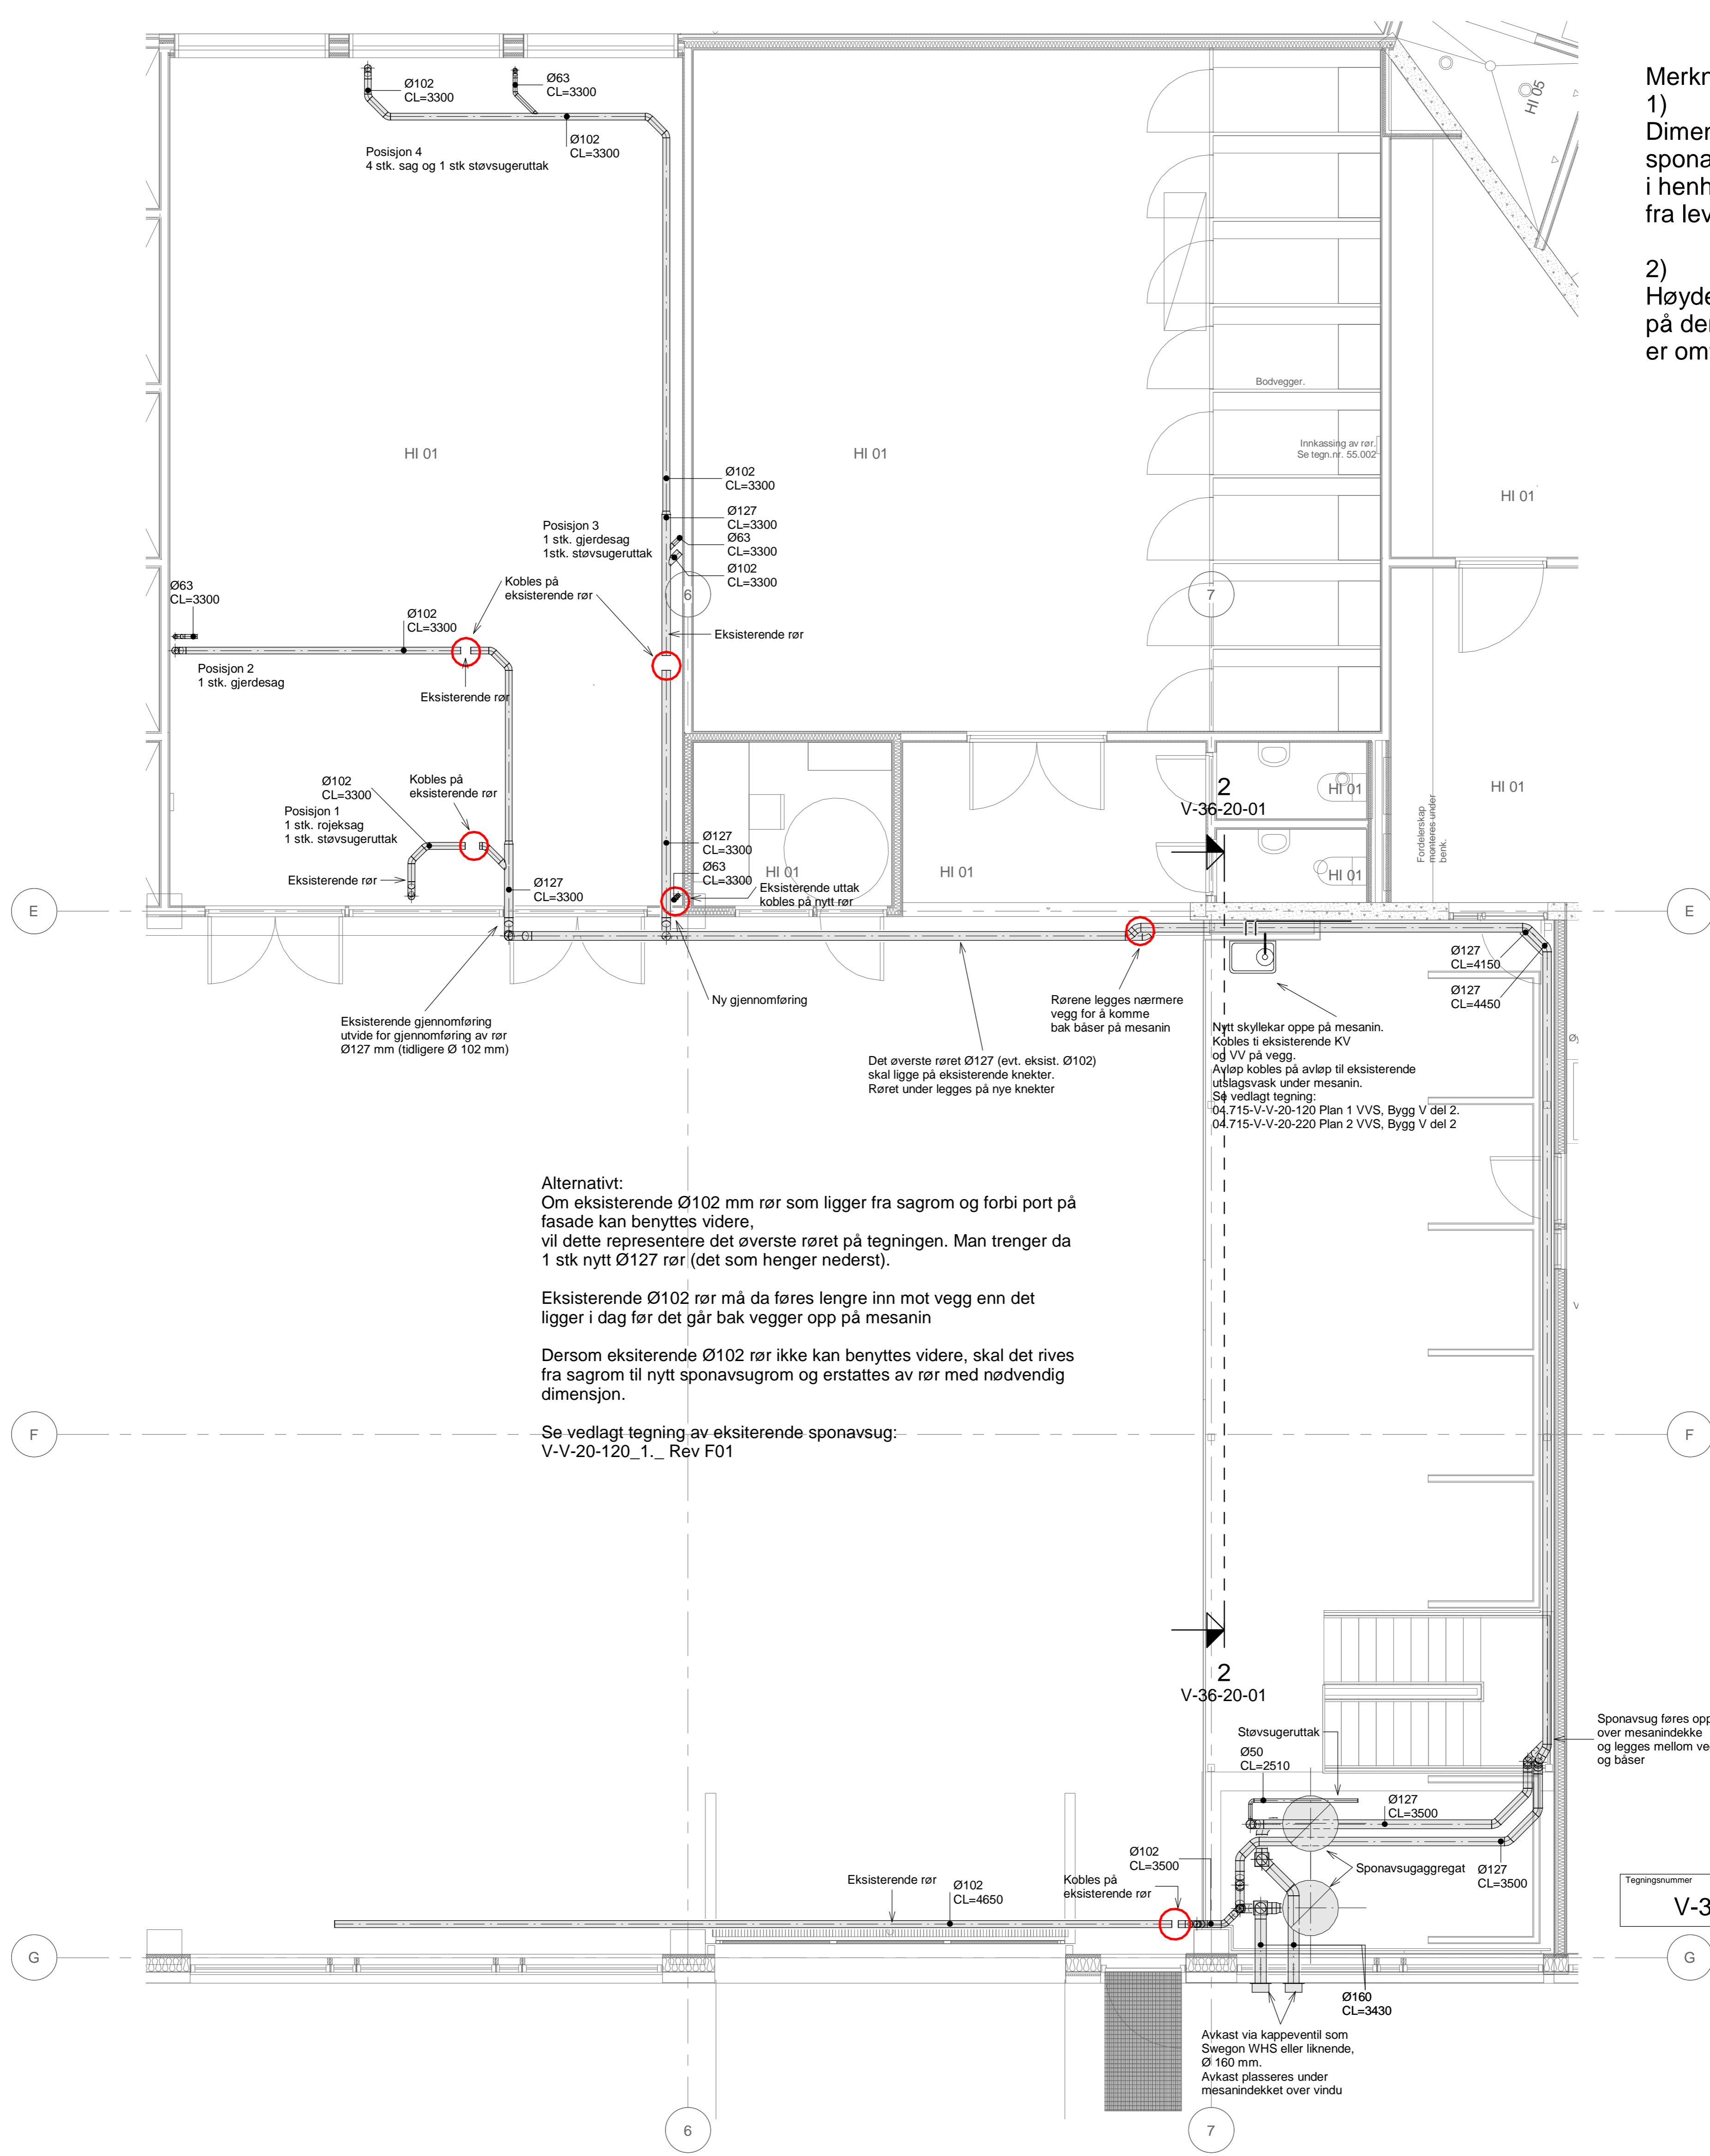 Ø102
CL=3300
Ø63
CL=3300
Ø102
CL=3300
Posisjon 4
4 stk. sag og 1 stk støvsugeruttak
HI 05
1)
2)
på
HI 01
HI 01
HI 01
Bodvegger.
Innkassing av rør.
Se tegn.nr. 55.002
Ø102
CL=3300
Ø127
CL=3300
Ø63
CL=3300
Ø102
CL=3300
Posisjon 3
1 stk. gjerdesag
1stk. støvsugeruttak
Kobles på
eksisterende rør
6
7
Eksisterende rør
Ø63
CL=3300
Ø102
CL=3300
Posisjon 2
1 stk. gjerdesag
Eksisterende rør
Ø102
CL=3300
Kobles på
eksisterende rør
Posisjon 1
1 stk. rojeksag
1 stk. støvsugeruttak
Eksisterende rør
Ø127
CL=3300
Ø127
CL=3300
Ø63
CL=3300
HI 01
Eksisterende uttak
kobles på nytt rør
HI 01
2
V-36-20-01
HI 01
HI 01
HI 01
Fordelerskap
monteres under
benk.
E
E
Ny gjennomføring
Eksisterende gjennomføring
utvide for gjennomføring av rør
Ø127 mm (tidligere Ø 102 mm)
Rørene legges nærmere
vegg for å komme
bak båser på mesanin
Det øverste røret Ø127 (evt. eksist. Ø102)
skal ligge på eksisterende knekter.
Røret under legges på nye knekter
Ø127
CL=4150
Ø127
CL=4450
Nytt skyllekar oppe på mesanin.
Kobles ti eksisterende KV
og VV på vegg.
Avløp kobles på avløp til eksisterende
utslagsvask under mesanin.
Se vedlagt tegning:
04.715-V-V-20-120 Plan 1 VVS, Bygg V del 2.
04.715-V-V-20-220 Plan 2 VVS, Bygg V del 2
Alternativt:
Om eksisterende Ø102 mm rør som ligger fra sagrom og forbi port på
fasade kan benyttes videre,
vil dette representere det øverste røret på tegningen. Man trenger da
1 stk nytt Ø127 rør (det som henger nederst).
Eksisterende Ø102 rør må da føres lengre inn mot vegg enn det
ligger i dag før det går bak vegger opp på mesanin
Dersom eksiterende Ø102 rør ikke kan benyttes videre, skal det rives
fra sagrom til nytt sponavsugrom og erstattes av rør med nødvendig
dimensjon.
Se vedlagt tegning av eksiterende sponavsug:
V-V-20-120_1._ Rev F01
F
F
2
V-36-20-01
Sponavsug føres opp
over mesanindekke
og legges mellom
og båser
Støvsugeruttak
Ø50
CL=2510
Ø127
CL=3500
Sponavsugaggregat
Ø127
CL=3500
Ø102
CL=3500
Kobles på
eksisterende rør
Eksisterende rør
Ø102
CL=4650
Tegningsnummer
G
G
Ø160
CL=3430
Avkast via kappeventil som
Swegon WHS eller liknende,
Ø 160 mm.
Avkast plasseres under
mesanindekket over vindu
6
7